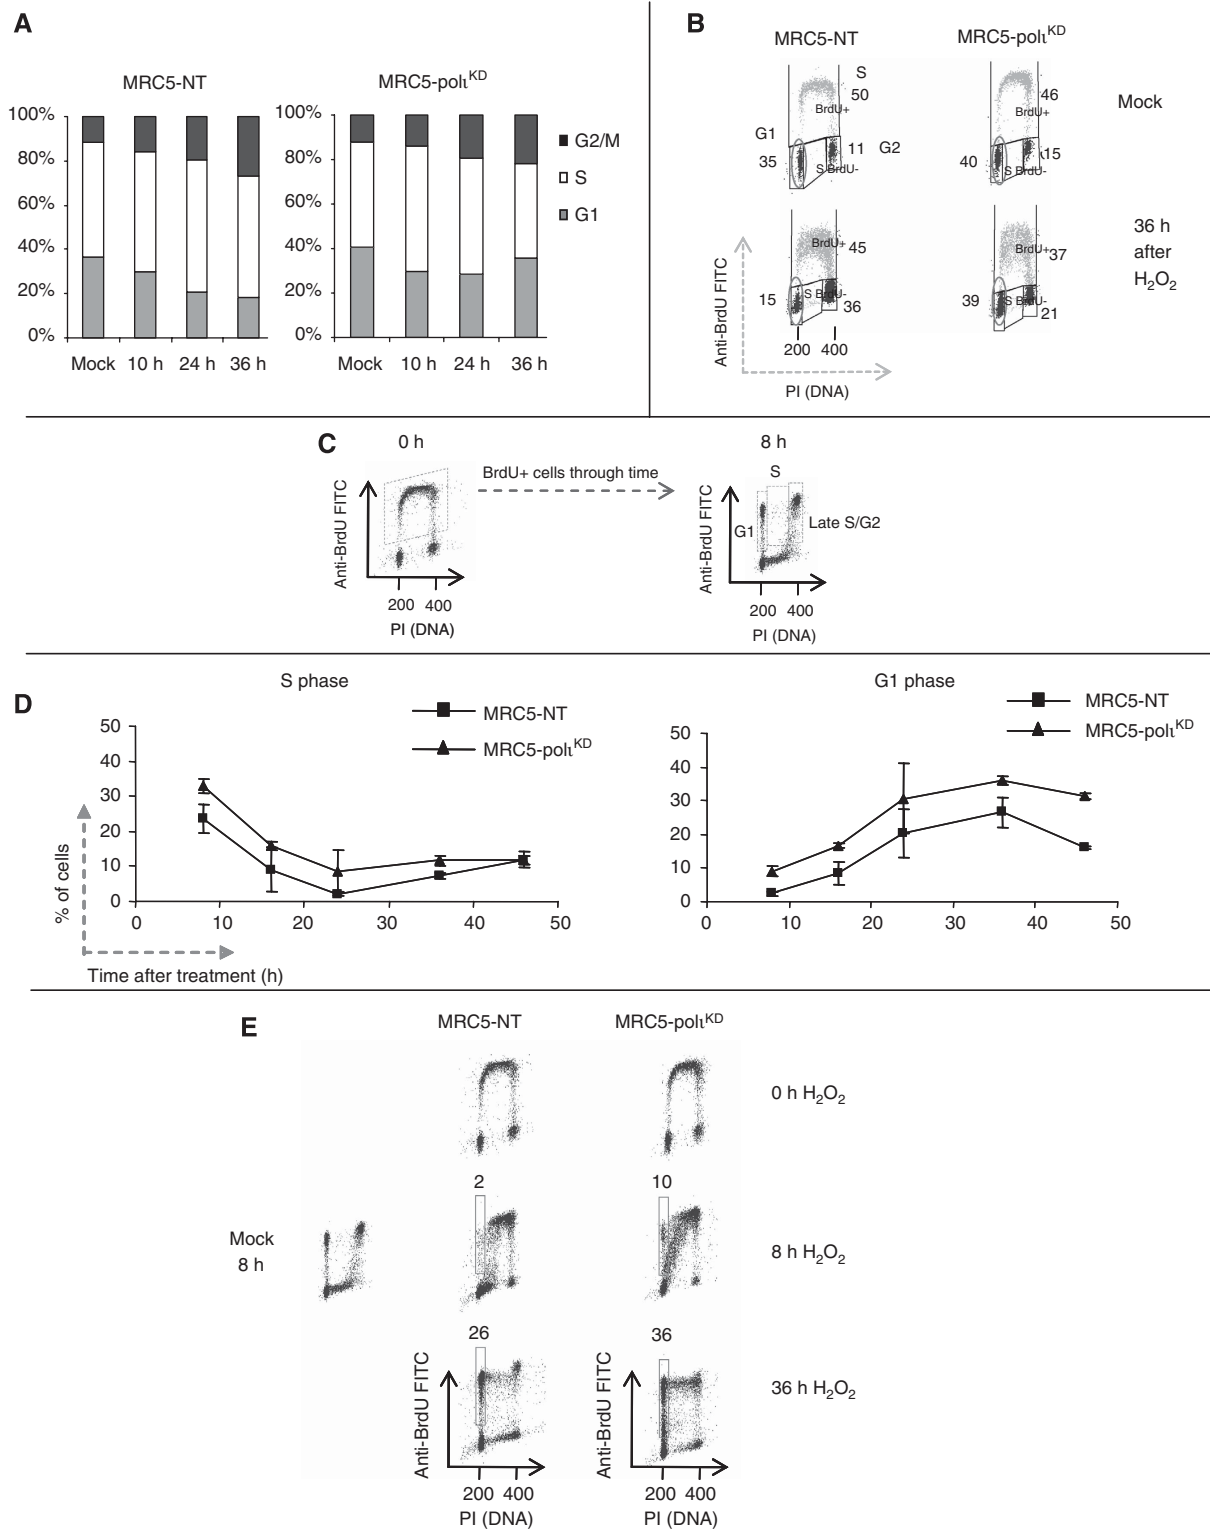 A
MRC5-NT
MRC5-polι^KD
100%
80%
60%
40%
20%
0%
Mock 10 h 24 h 36 h
100%
80%
60%
40%
20%
0%
Mock 10 h 24 h 36 h
G2/M
S
G1
B
MRC5-NT
MRC5-polι^KD
S
50
BrdU+
G1
35
11 G2
S BrdU-
46
BrdU+
40
15
S BrdU-
Mock
BrdU+ 45
15
S BrdU-
36
BrdU+ 37
39
S BrdU-
21
36 h
after
H₂O₂
Anti-BrdU FITC
200 400
PI (DNA)
C
0 h
8 h
BrdU+ cells through time
Anti-BrdU FITC
200 400
PI (DNA)
S
G1
Late S/G2
Anti-BrdU FITC
200 400
PI (DNA)
D
S phase
MRC5-NT
MRC5-polι^KD
50
40
30
20
10
0
0 10 20 30 40 50
% of cells
Time after treatment (h)
G1 phase
MRC5-NT
MRC5-polι^KD
50
40
30
20
10
0
0 10 20 30 40 50
E
MRC5-NT
MRC5-polι^KD
0 h H₂O₂
2
10
Mock
8 h
8 h H₂O₂
26
36
36 h H₂O₂
Anti-BrdU FITC
200 400
PI (DNA)
Anti-BrdU FITC
200 400
PI (DNA)